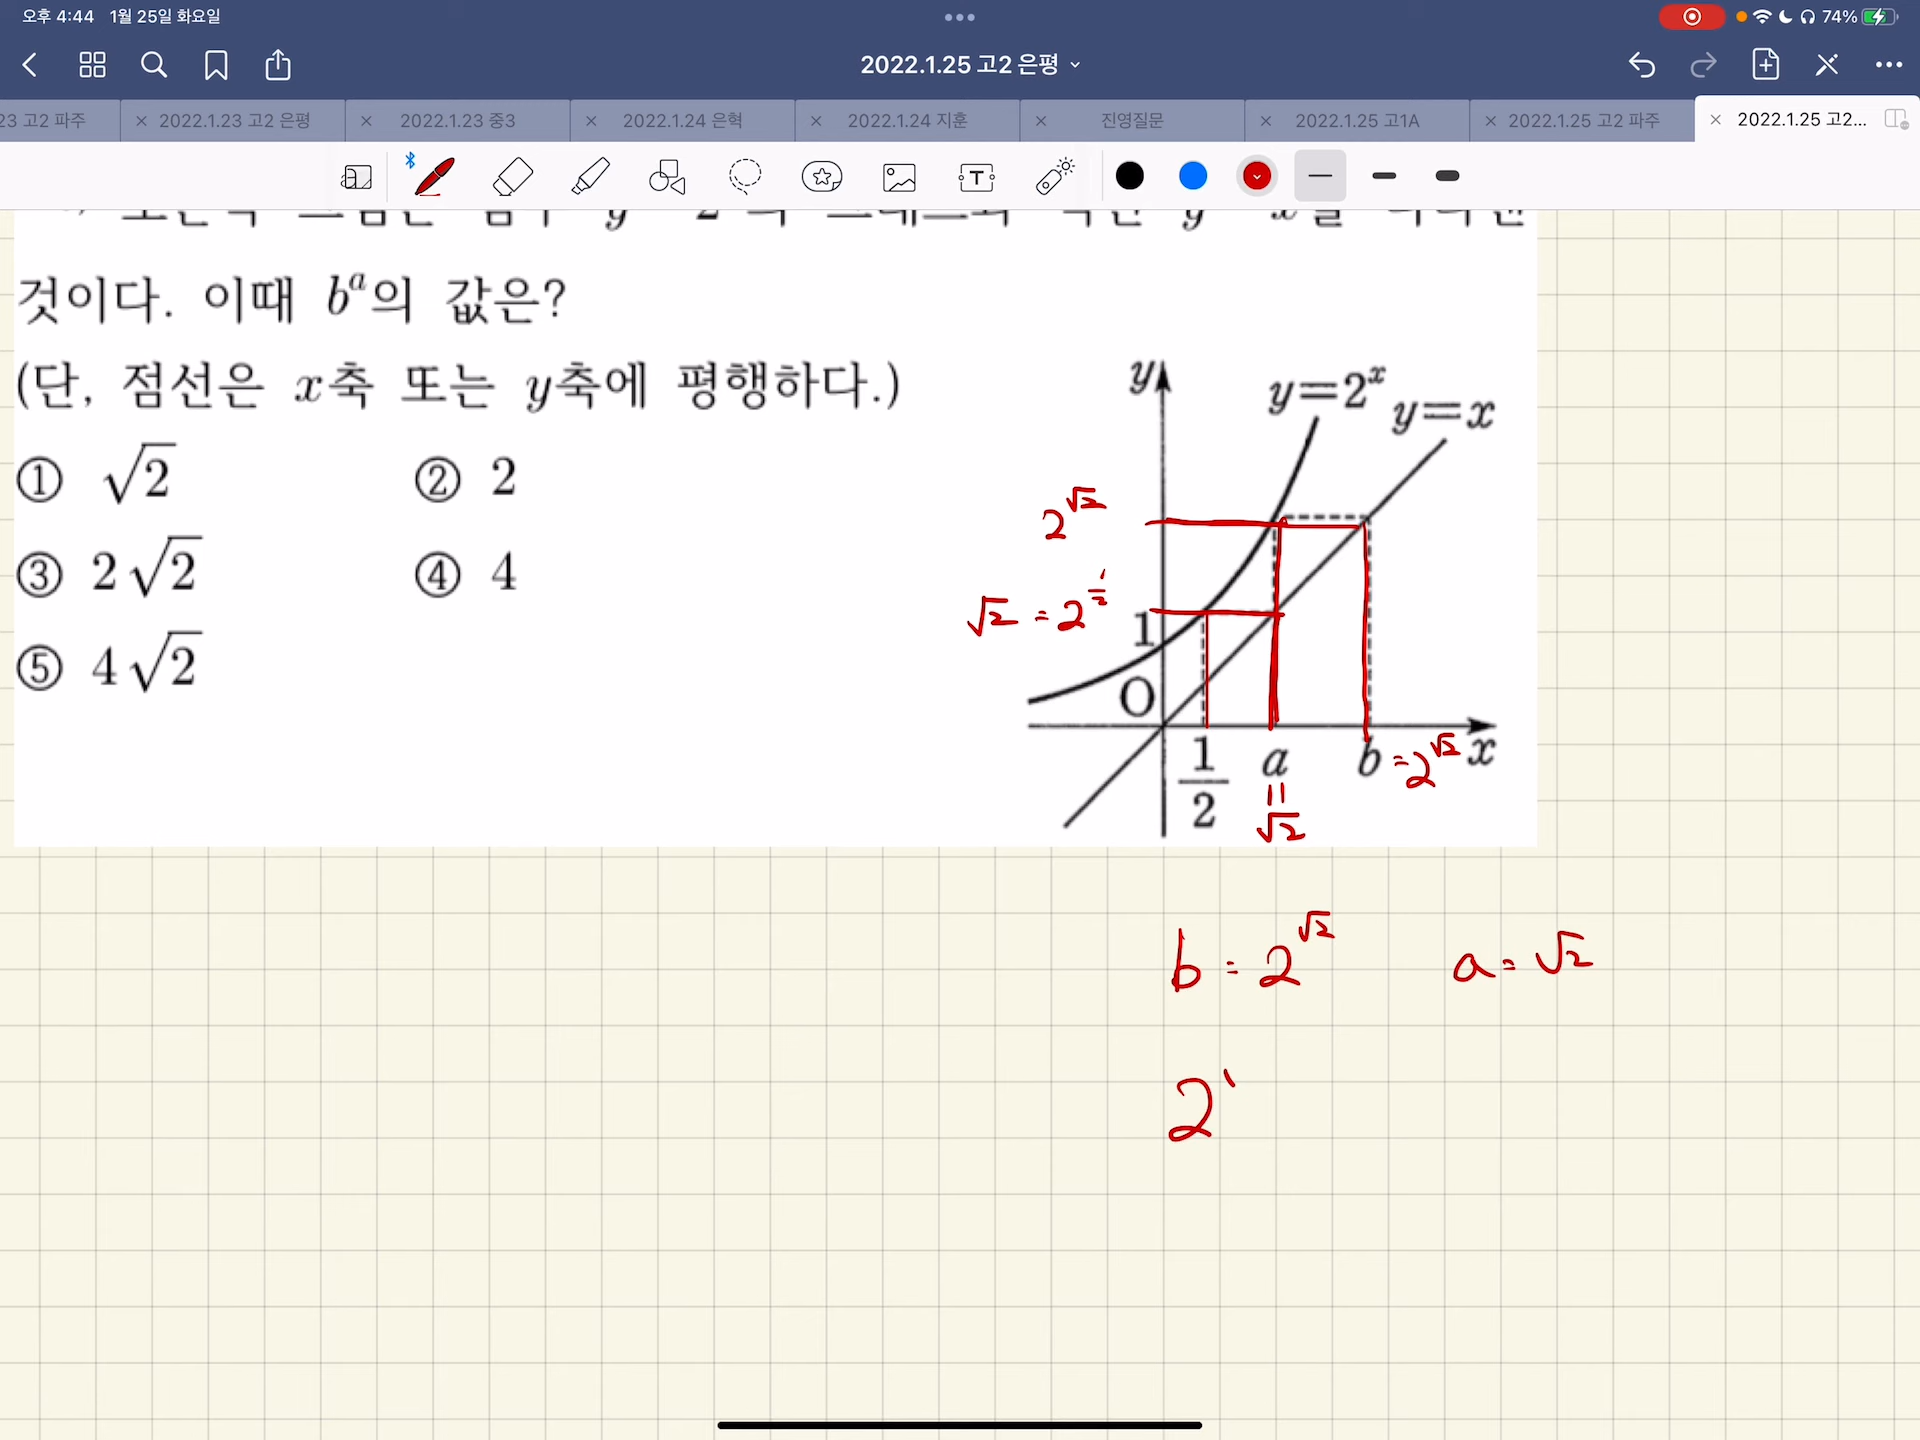 오후 4:44 1월 25일 화요일
74%
2022.1.25 고2 은평
23 고2 파주
2022.1.23 고2 은평
2022.1.23 중3
2022.1.24 은혁
2022.1.24 지훈
진영질문
2022.1.25 고1A
2022.1.25 고2 파주
2022.1.25 고2...
것이다. 이때 b^a의 값은?
(단, 점선은 x축 또는 y축에 평행하다.)
① √2 ② 2
③ 2√2 ④ 4
⑤ 4√2
y y=2^x y=x
2^√2
√2 = 2^1/2
1
O
1/2 a b = 2^√2 x
=
√2
b = 2^√2 a = √2
2